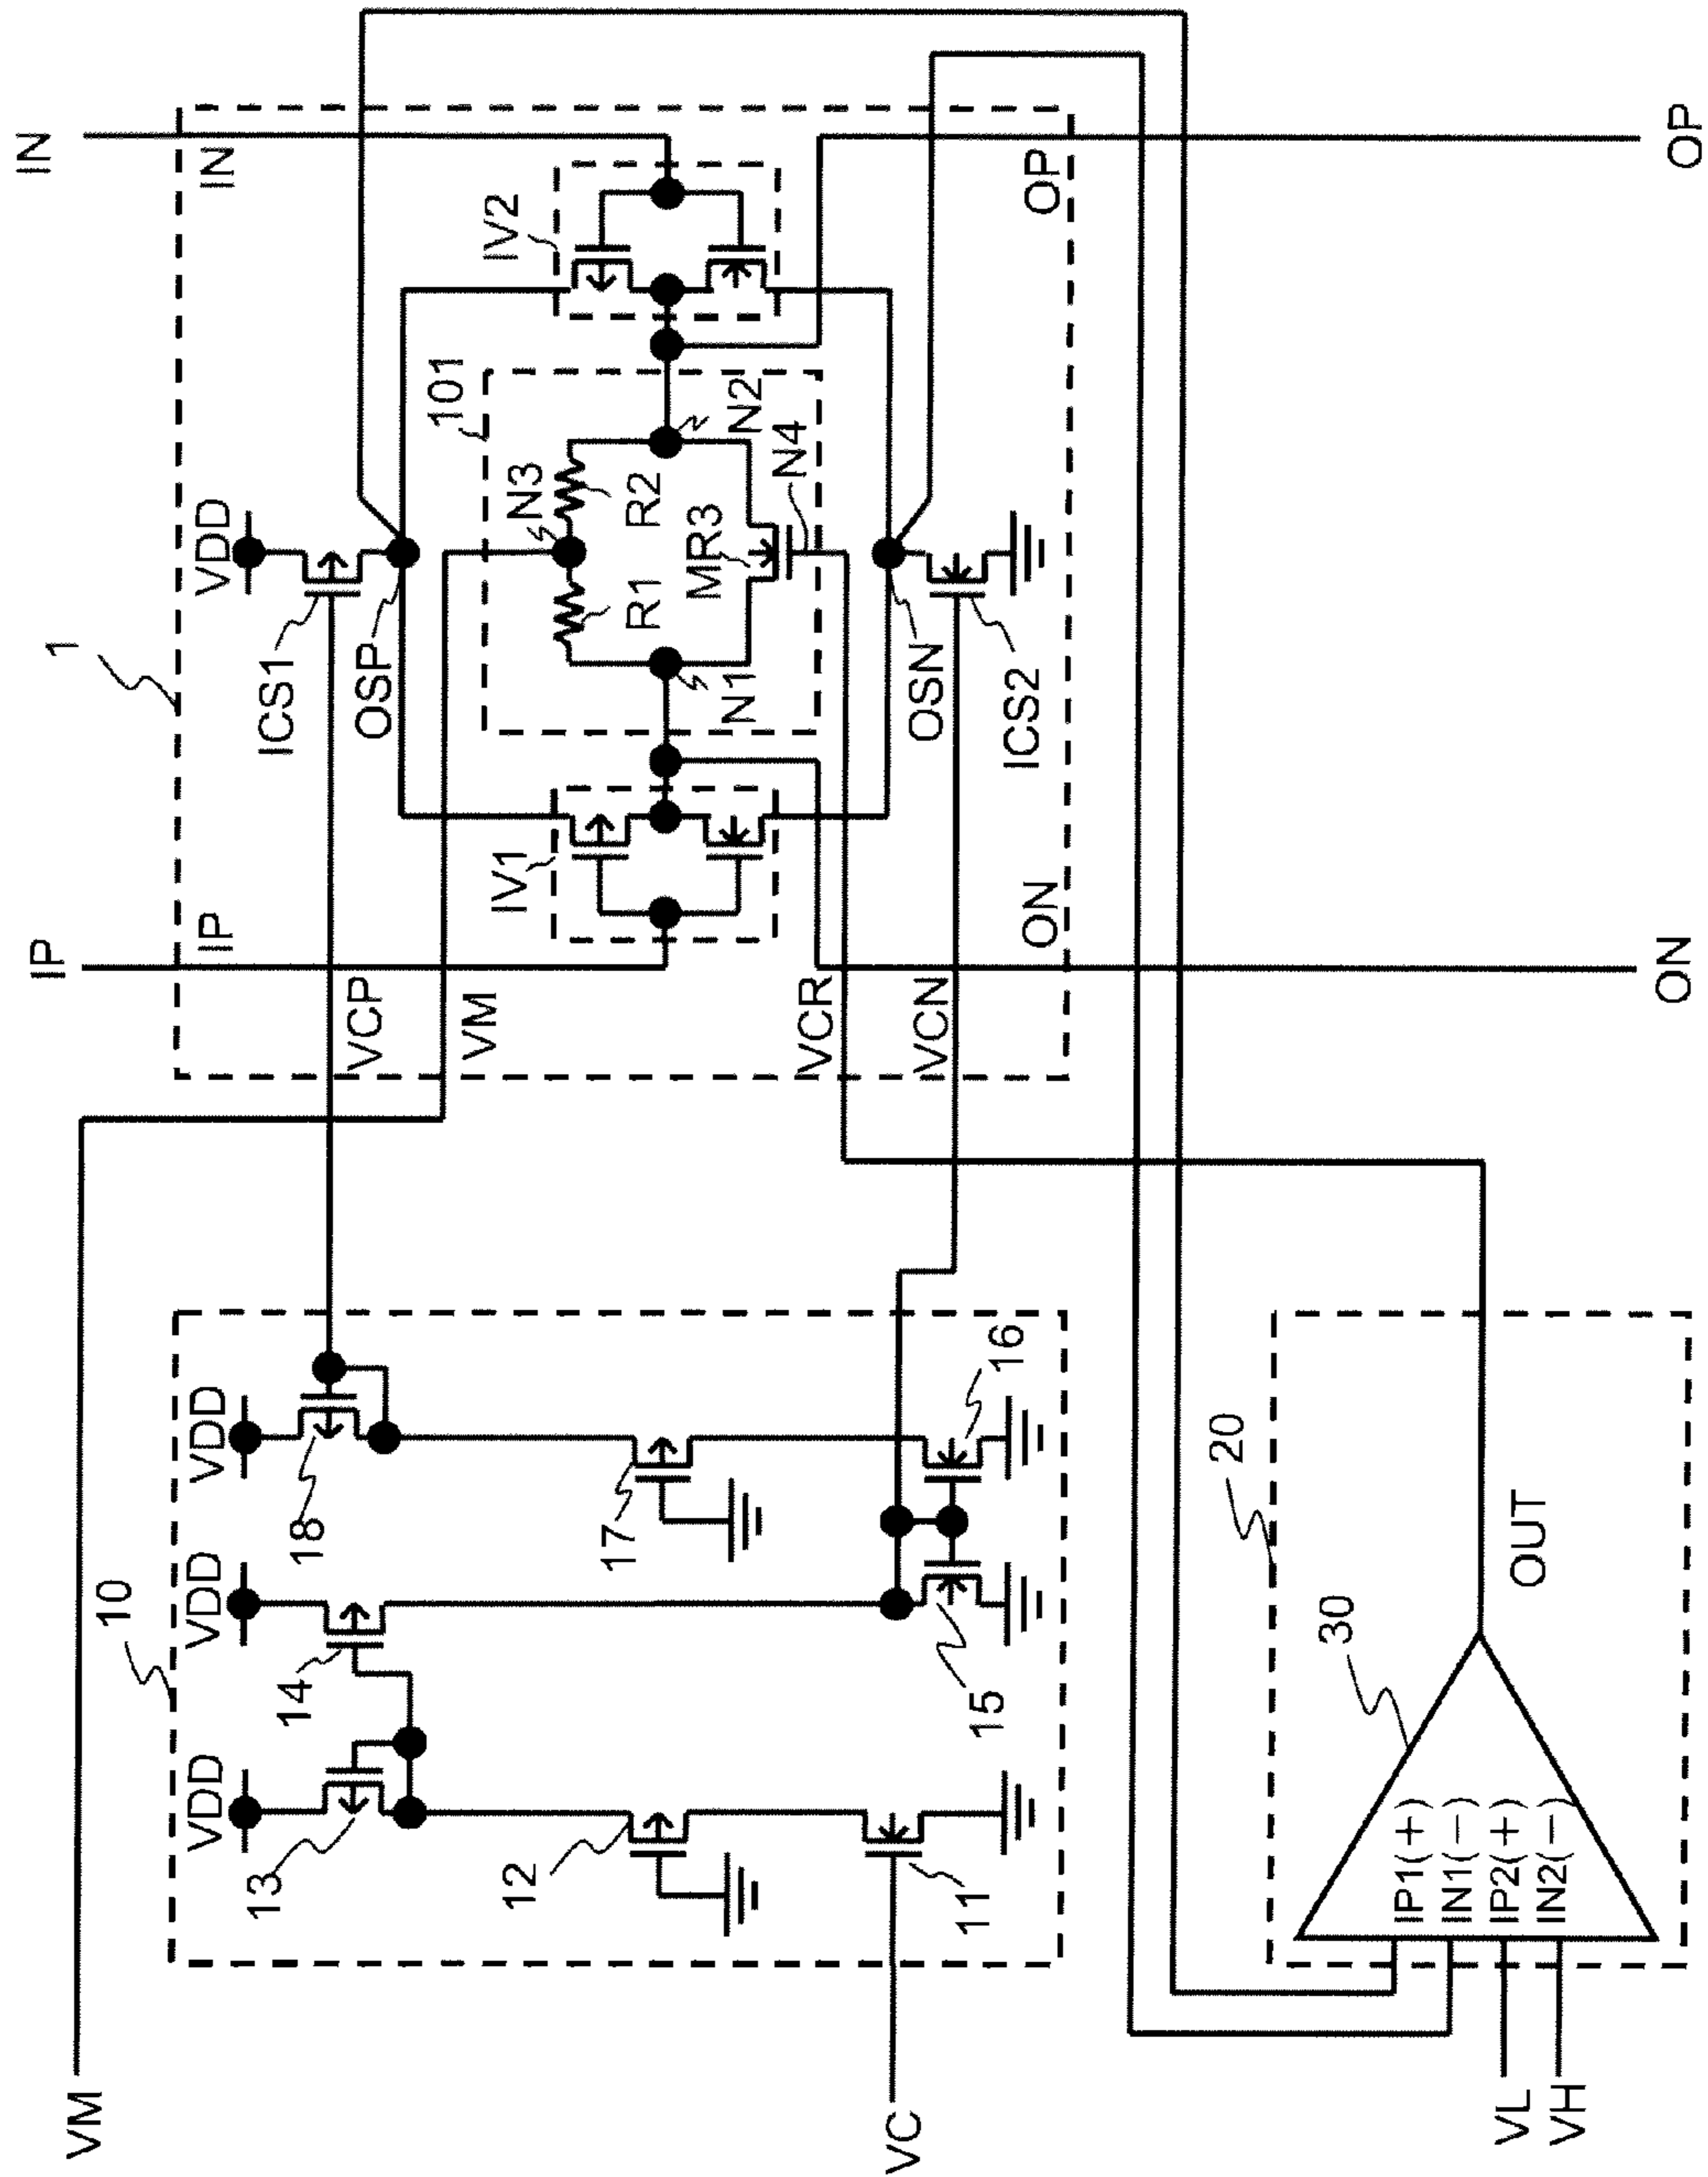 VM
VC
VL
VH
10
VDD
VDD
VDD
13
14
18
12
17
11
15
16
20
30
IP1(+)
IN1(−)
IP2(+)
IN2(−)
OUT
1
IP
IN
IP
IN
VCP
VM
VCR
VCN
VDD
ICS1
OSP
101
IV1
IV2
N3
R1
R2
MR3
N1
N2
N4
OSN
ICS2
ON
OP
ON
OP